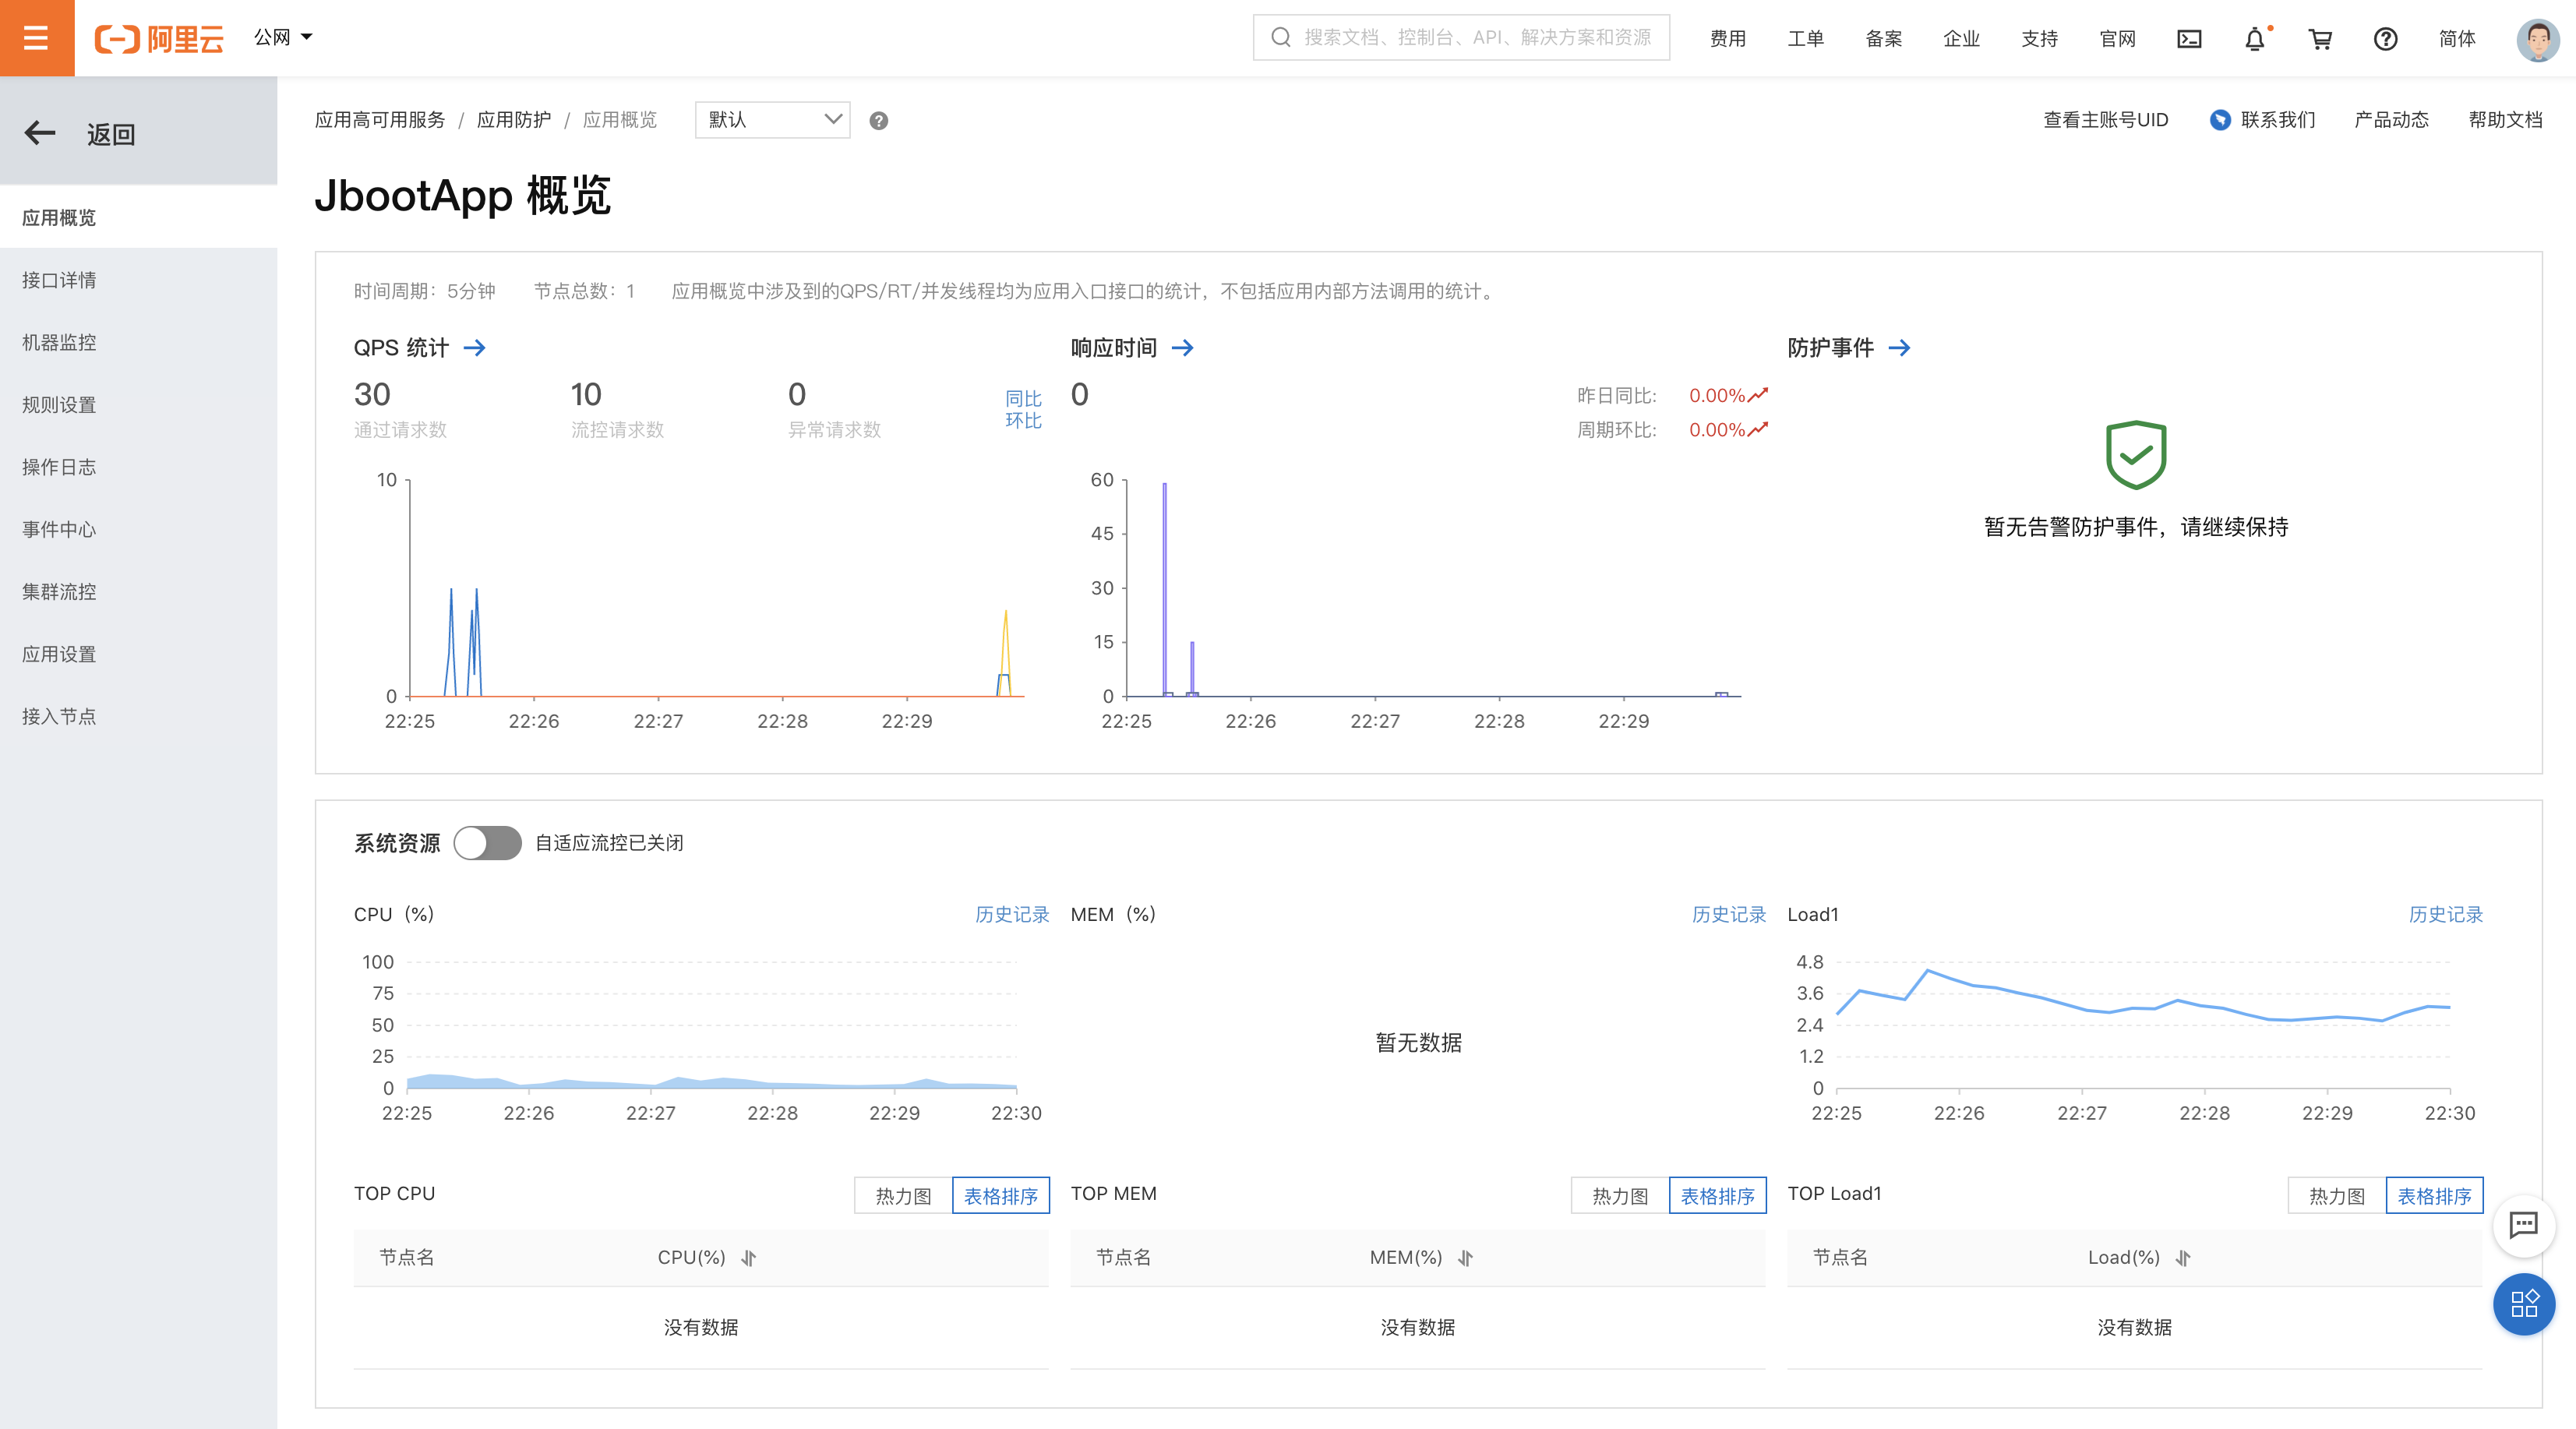 阿里云
公网
搜索文档、控制台、API、解决方案和资源
费用 工单 备案 企业 支持 官网 简体
返回
应用概览
接口详情
机器监控
规则设置
操作日志
事件中心
集群流控
应用设置
接入节点
应用高可用服务 / 应用防护 / 应用概览 默认
查看主账号UID 联系我们 产品动态 帮助文档
JbootApp 概览
时间周期：5分钟 节点总数：1 应用概览中涉及到的QPS/RT/并发线程均为应用入口接口的统计，不包括应用内部方法调用的统计。
QPS 统计
30 10 0
通过请求数 流控请求数 异常请求数
同比
环比
10
0
22:25 22:26 22:27 22:28 22:29
响应时间
0
昨日同比: 0.00%
周期环比: 0.00%
60
45
30
15
0
22:25 22:26 22:27 22:28 22:29
防护事件
暂无告警防护事件，请继续保持
系统资源 自适应流控已关闭
CPU（%） 历史记录
100
75
50
25
0
22:25 22:26 22:27 22:28 22:29 22:30
MEM（%） 历史记录
暂无数据
Load1 历史记录
4.8
3.6
2.4
1.2
0
22:25 22:26 22:27 22:28 22:29 22:30
TOP CPU 热力图 表格排序
节点名 CPU(%)
没有数据
TOP MEM 热力图 表格排序
节点名 MEM(%)
没有数据
TOP Load1 热力图 表格排序
节点名 Load(%)
没有数据